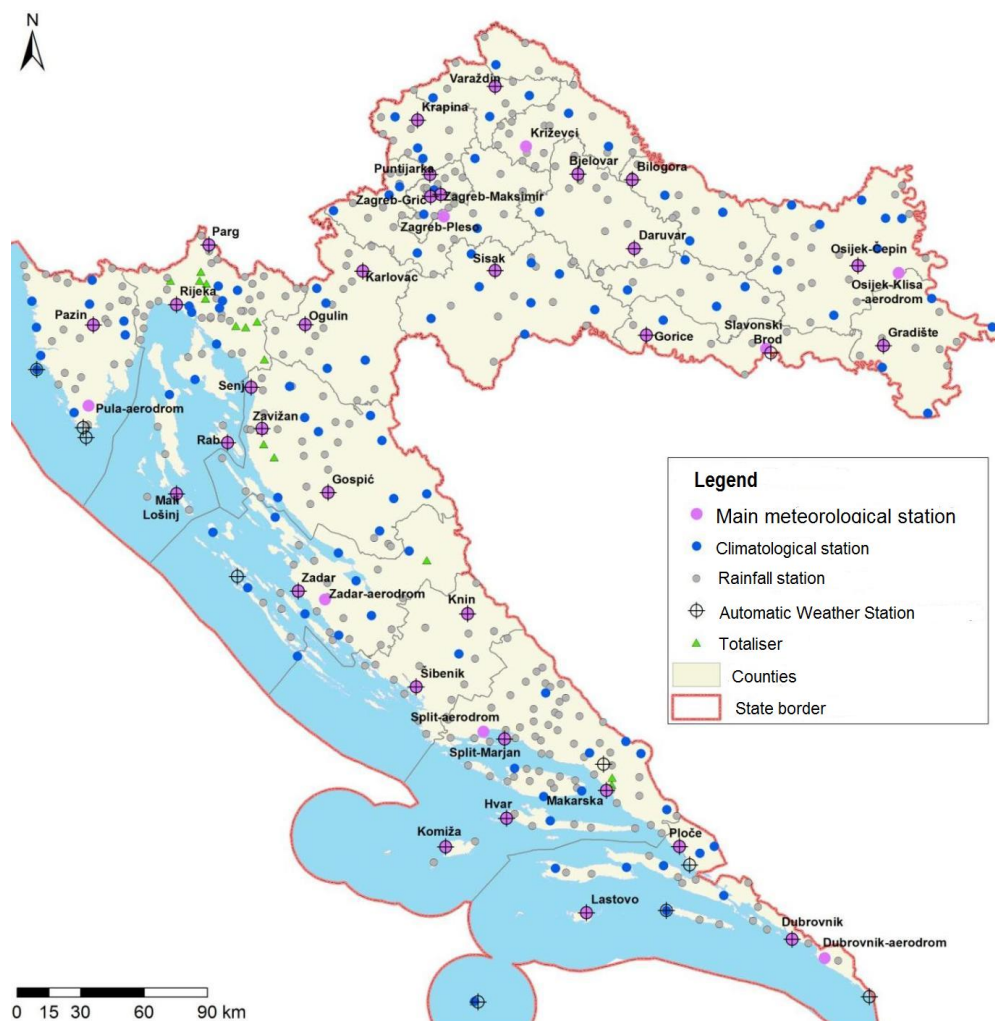 N
Varaždin
Krapina
Križevci
Puntijarka
Bjelovar
Bilogora
Zagreb-Grič
Zagreb-Maksimir
Zagreb-Pleso
Parg
Karlovac
Sisak
Daruvar
Osijek-Čepin
Osijek-Klisa
-aerodrom
Rijeka
Pazin
Ogulin
Gorice
Slavonski
Brod
Gradište
Senj
Pula-aerodrom
Zavižan
Rab
Gospić
Mali
Lošinj
Zadar
Zadar-aerodrom
Knin
Šibenik
Split-aerodrom
Split-Marjan
Makarska
Hvar
Komiža
Ploče
Lastovo
Dubrovnik
Dubrovnik-aerodrom
Legend
Main meteorological station
Climatological station
Rainfall station
Automatic Weather Station
Totaliser
Counties
State border
0 15 30 60 90 km